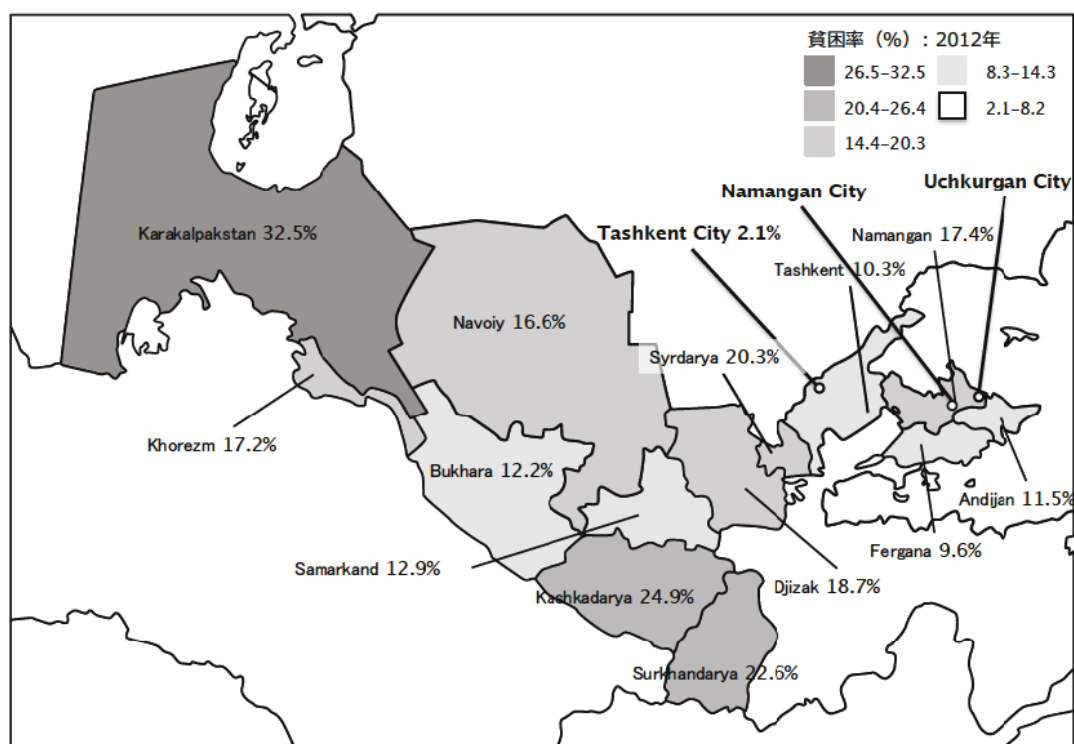 貧困率（%）: 2012年
26.5–32.5
8.3–14.3
20.4–26.4
2.1–8.2
14.4–20.3
Uchkurgan City
Namangan City
Tashkent City 2.1%
Namangan 17.4%
Tashkent 10.3%
Karakalpakstan 32.5%
Navoiy 16.6%
Syrdarya 20.3%
Khorezm 17.2%
Bukhara 12.2%
Andijan 11.5%
Fergana 9.6%
Samarkand 12.9%
Djizak 18.7%
Kashkadarya 24.9%
Surkhandarya 22.6%